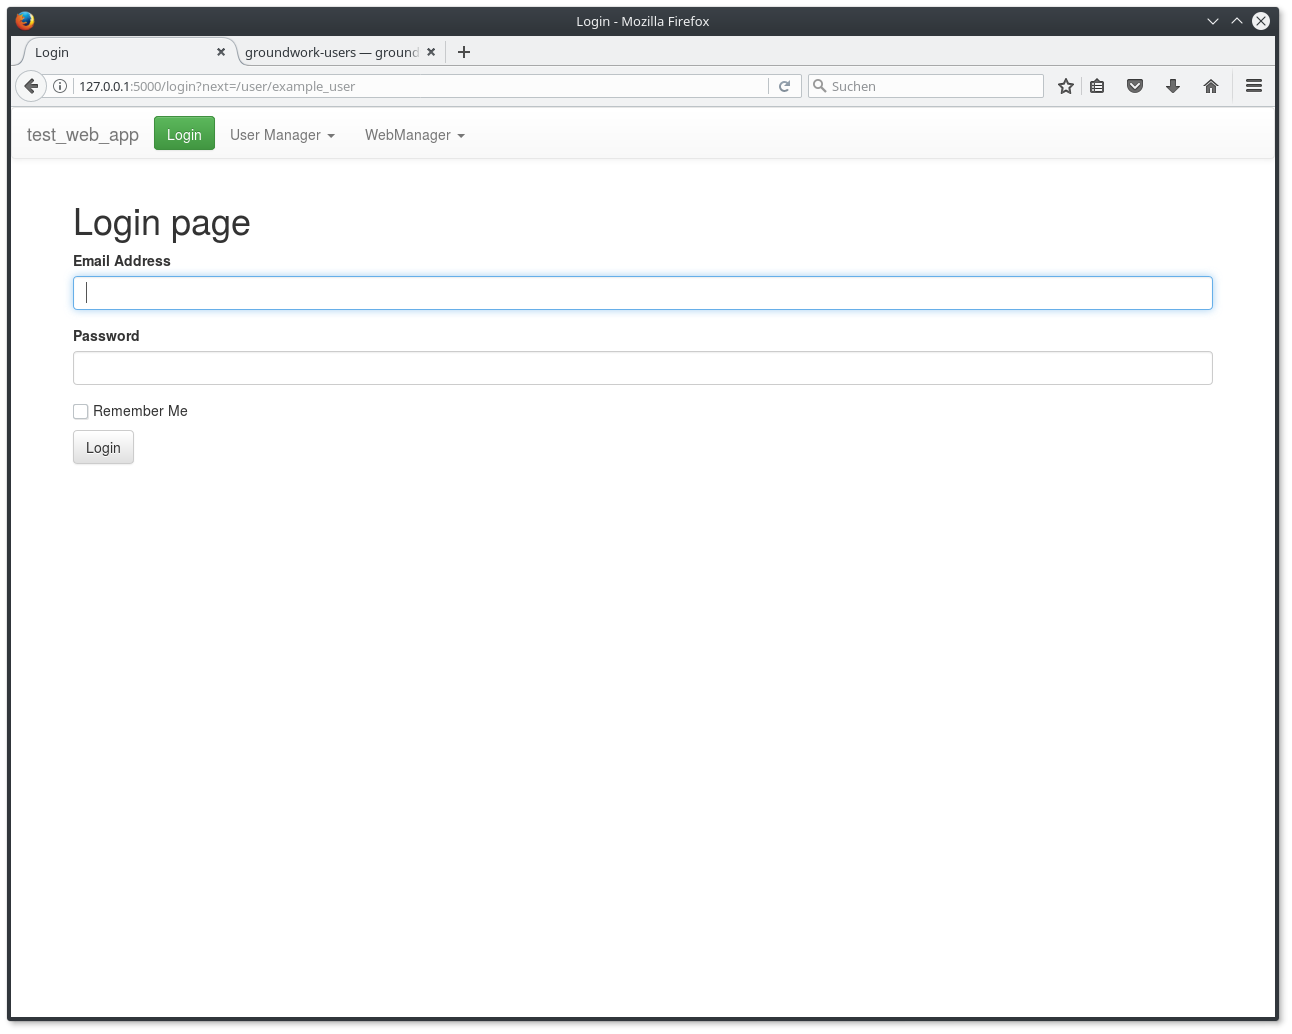 Login - Mozilla Firefox
Login groundwork-users — ground
127.0.0.1:5000/login?next=/user/example_user Suchen
test_web_app Login User Manager WebManager
Login page
Email Address
Password
Remember Me
Login